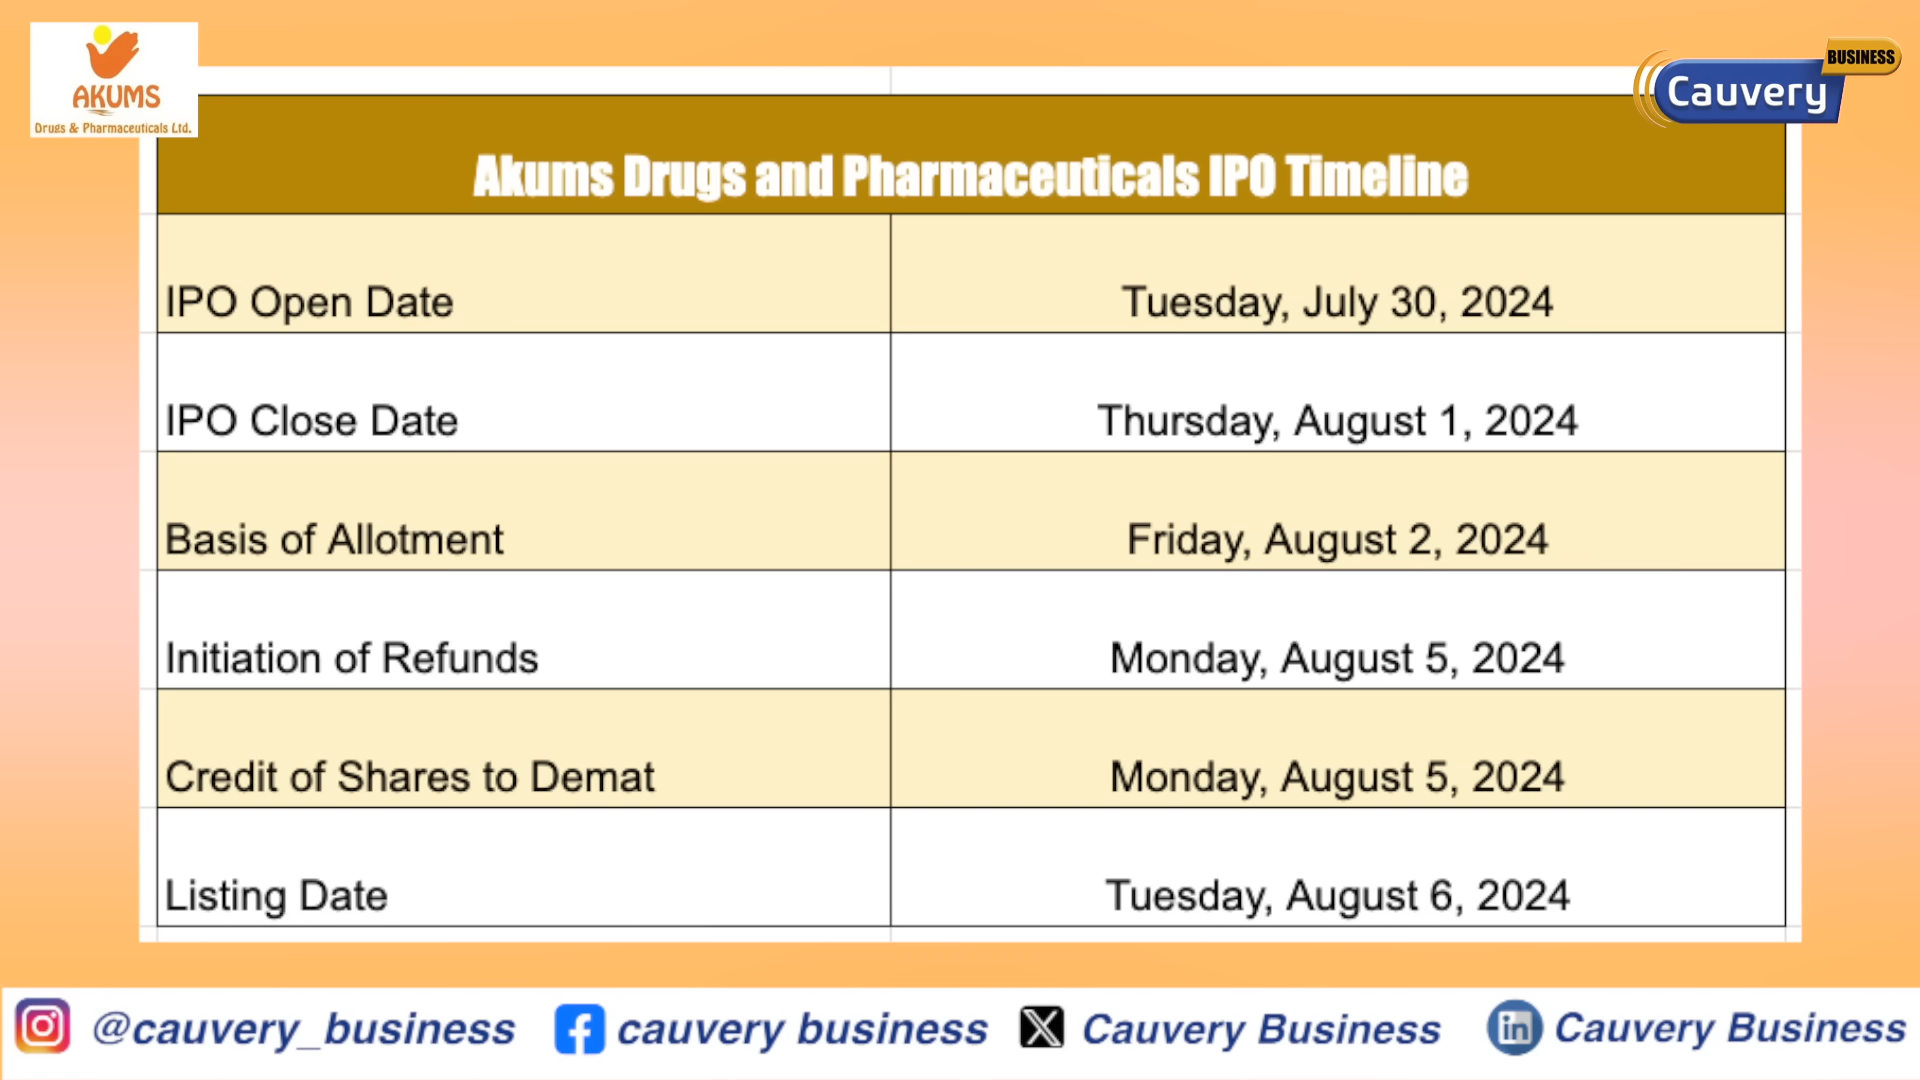 AKUMS
Drugs & Pharmaceuticals Ltd.
BUSINESS
Cauvery
Akums Drugs and Pharmaceuticals IPO Timeline
IPO Open Date Tuesday, July 30, 2024
IPO Close Date Thursday, August 1, 2024
Basis of Allotment Friday, August 2, 2024
Initiation of Refunds Monday, August 5, 2024
Credit of Shares to Demat Monday, August 5, 2024
Listing Date Tuesday, August 6, 2024
@cauvery_business cauvery business Cauvery Business Cauvery Business